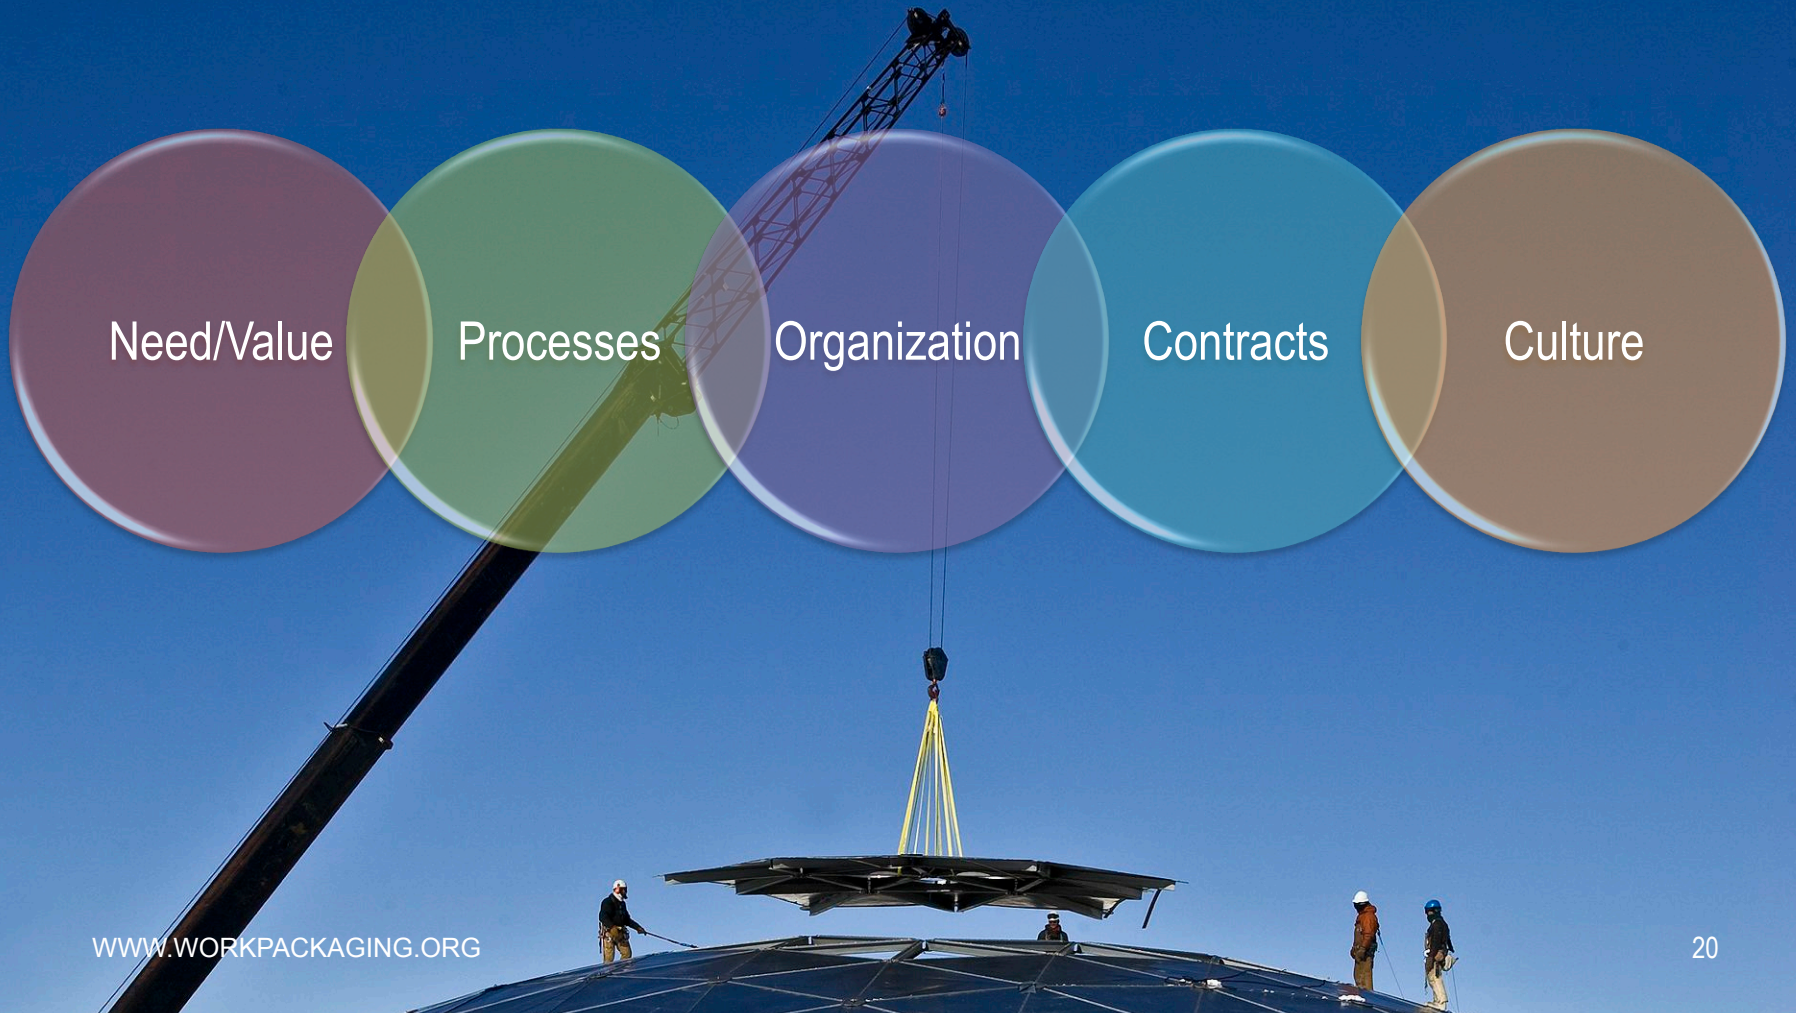 Need/Value
Processes
Organization
Contracts
Culture
WWW.WORKPACKAGING.ORG
20